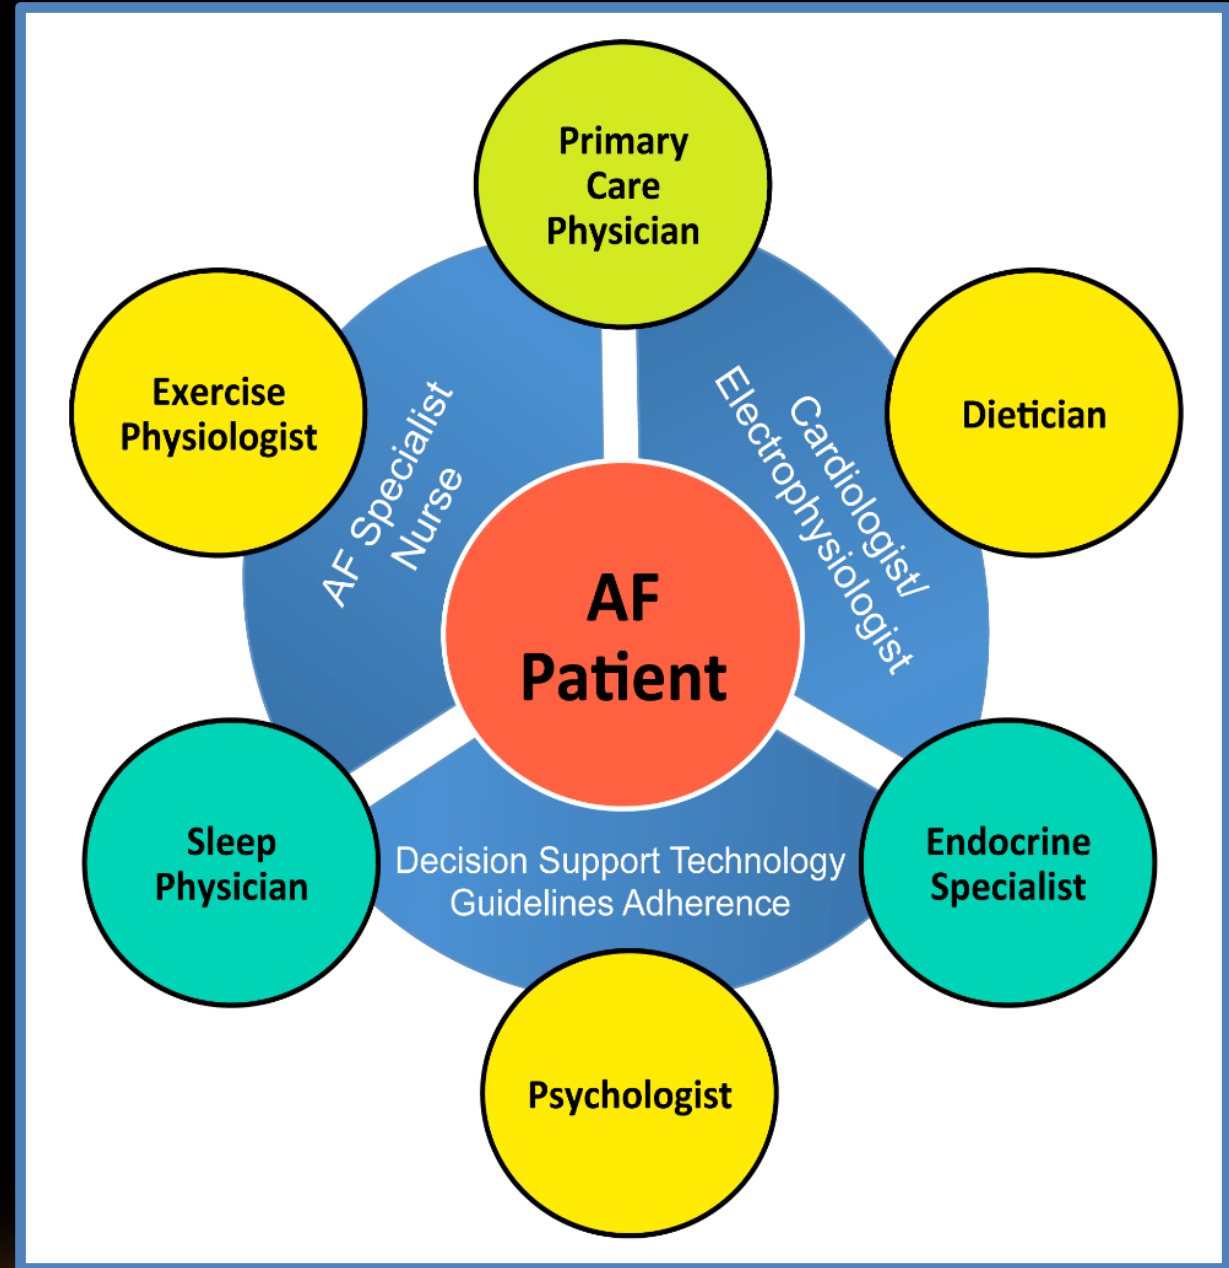 Primary
Care
Physician
Exercise
Physiologist
AF Specialist
Nurse
Cardiologist/
Electrophysiologist
Dietician
AF
Patient
Sleep
Physician
Decision Support Technology
Guidelines Adherence
Endocrine
Specialist
Psychologist